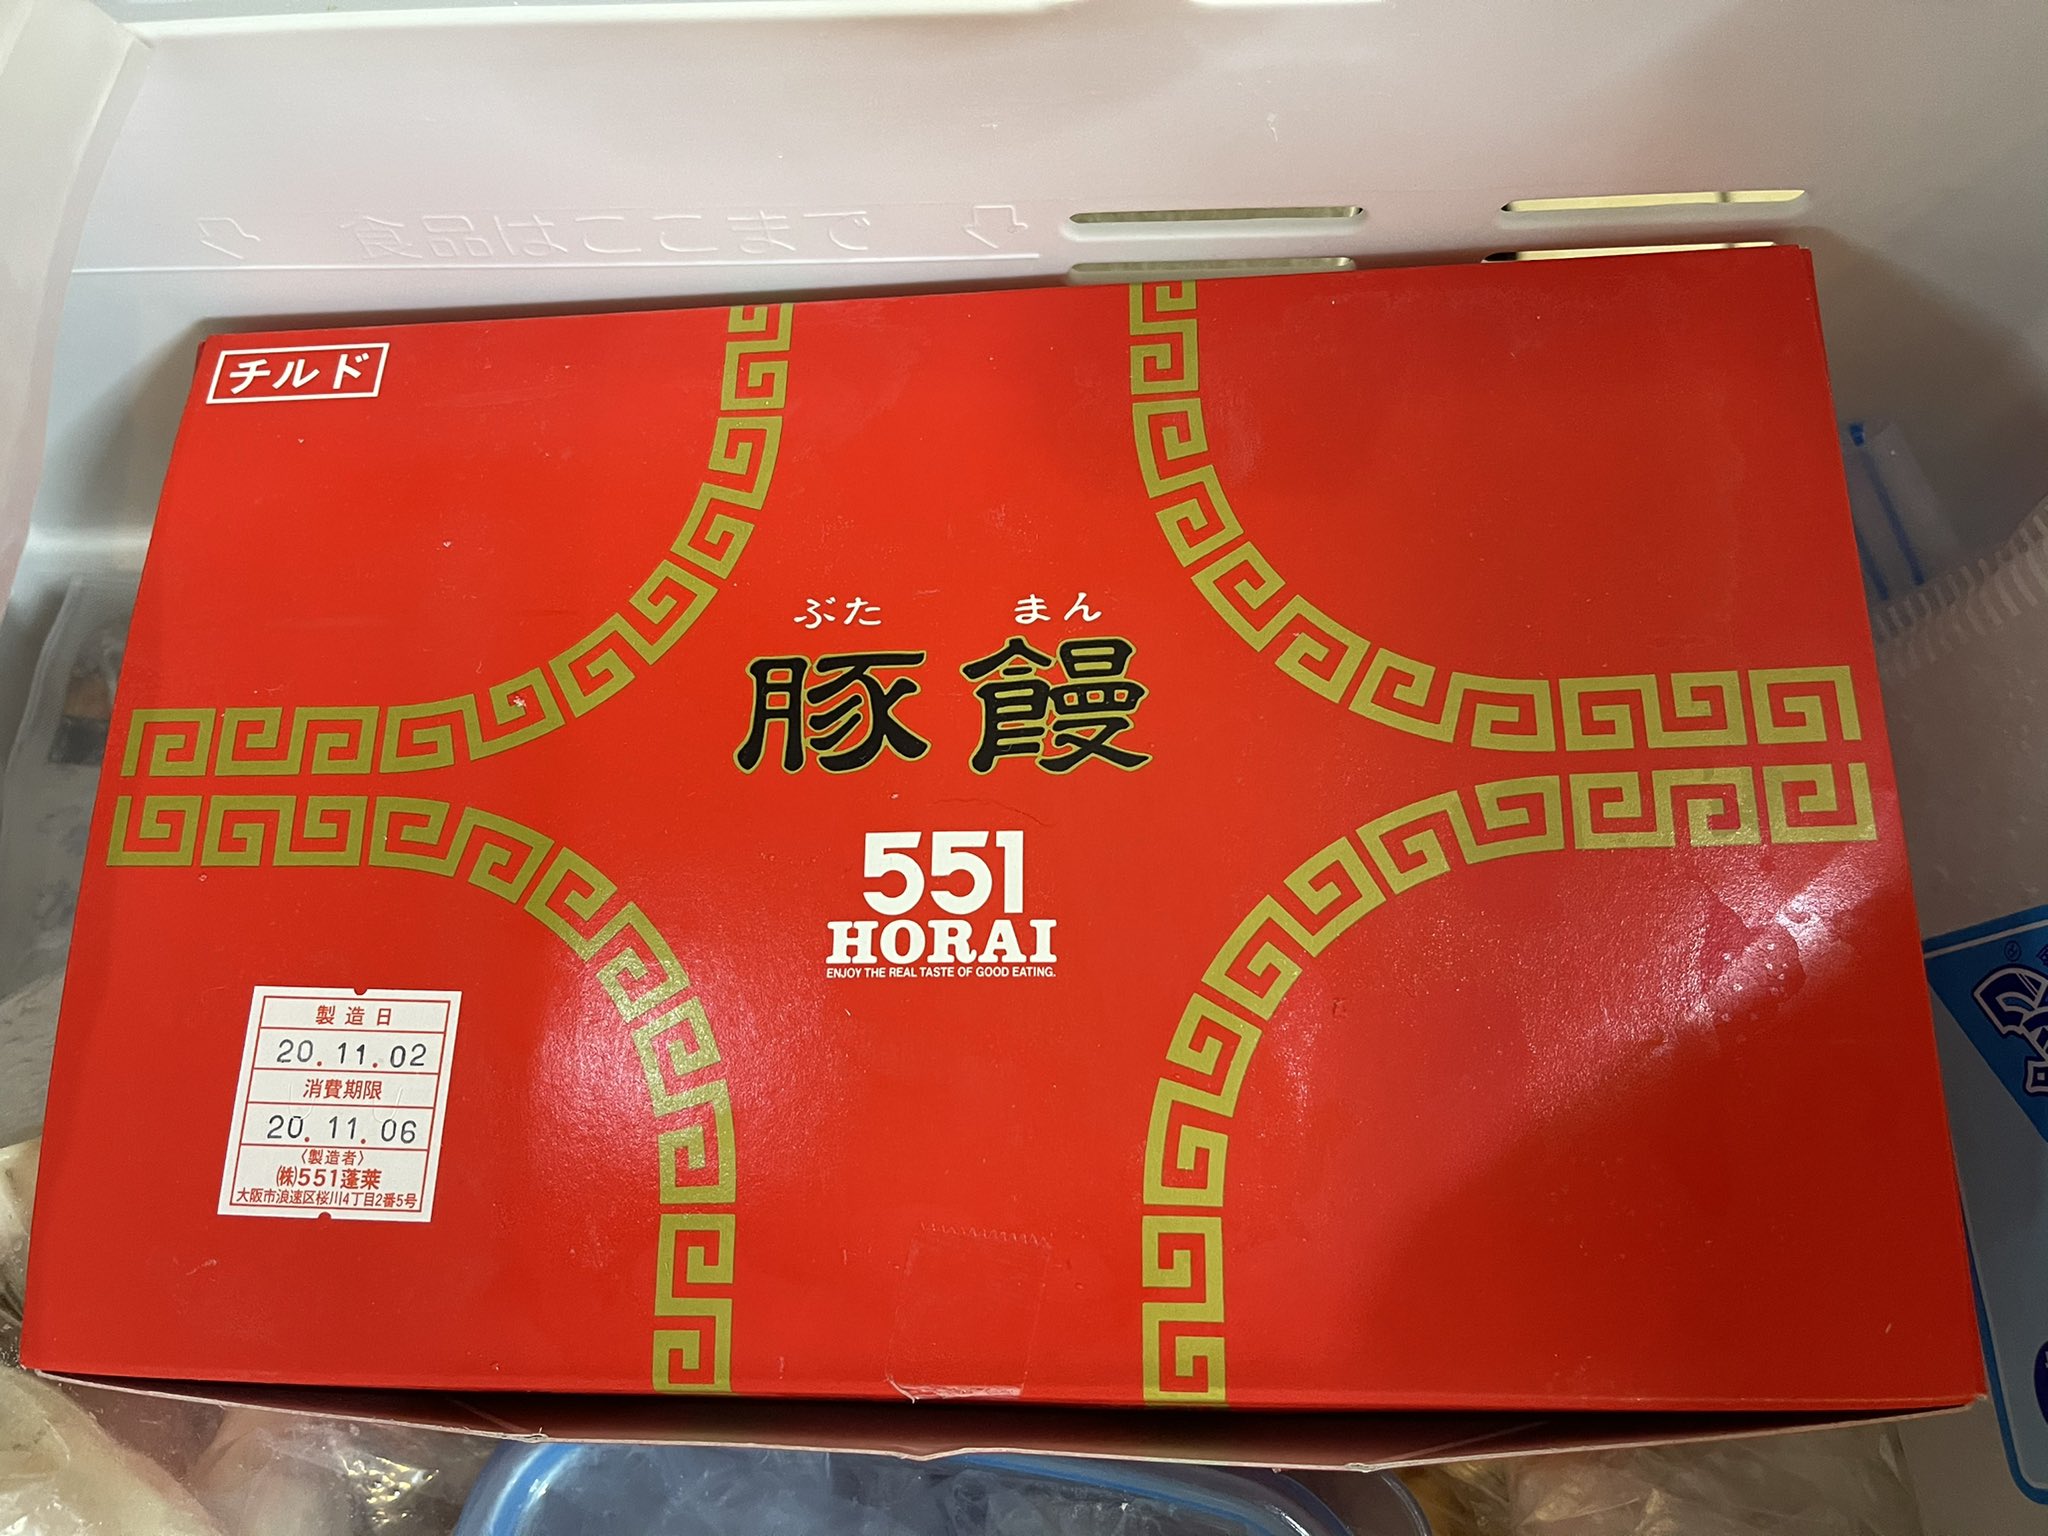 食品はここまで
チルド
ぶた まん
豚饅
551
HORAI
ENJOY THE REAL TASTE OF GOOD EATING.
製造日
20.11.02
消費期限
20.11.06
〈製造者〉
㈱551蓬莱
大阪市浪速区桜川4丁目2番5号